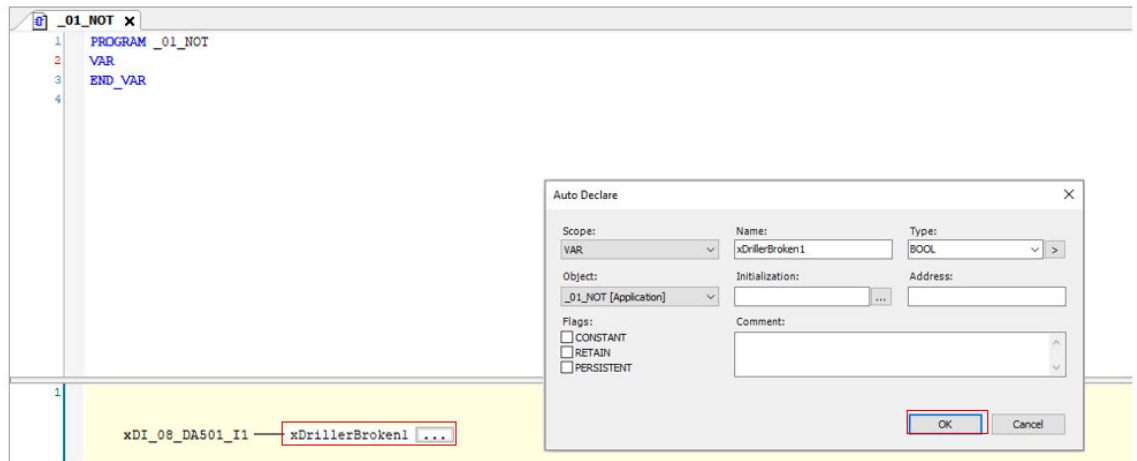 _01_NOT X
1 PROGRAM _01_NOT
2 VAR
3 END_VAR
4
Auto Declare
Scope: Name: Type:
VAR xDrillerBroken1 BOOL >
Object: Initialization: Address:
_01_NOT [Application] ...
Flags: Comment:
CONSTANT
RETAIN
PERSISTENT
OK Cancel
1
xDI_08_DA501_I1 xDrillerBroken1 ...